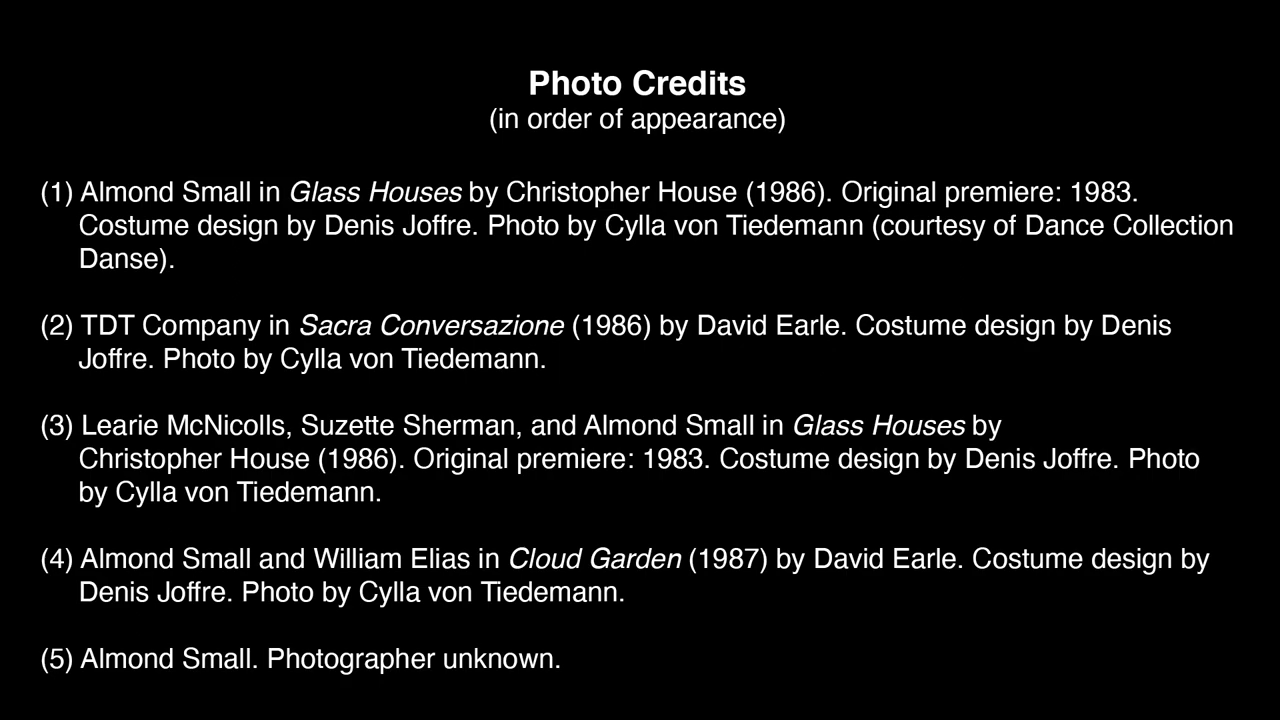 Photo Credits
(in order of appearance)
(1) Almond Small in Glass Houses by Christopher House (1986). Original premiere: 1983.
Costume design by Denis Joffre. Photo by Cylla von Tiedemann (courtesy of Dance Collection
Danse).
(2) TDT Company in Sacra Conversazione (1986) by David Earle. Costume design by Denis
Joffre. Photo by Cylla von Tiedemann.
(3) Learie McNicolls, Suzette Sherman, and Almond Small in Glass Houses by
Christopher House (1986). Original premiere: 1983. Costume design by Denis Joffre. Photo
by Cylla von Tiedemann.
(4) Almond Small and William Elias in Cloud Garden (1987) by David Earle. Costume design by
Denis Joffre. Photo by Cylla von Tiedemann.
(5) Almond Small. Photographer unknown.